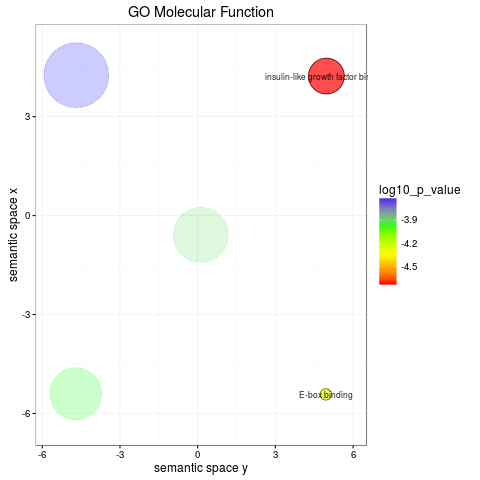 GO Molecular Function
insulin-like growth factor bin
log10_p_value
-3.9
-4.2
-4.5
3
0
-3
-6
semantic space x
E-box binding
-6
-3
0
3
6
semantic space y